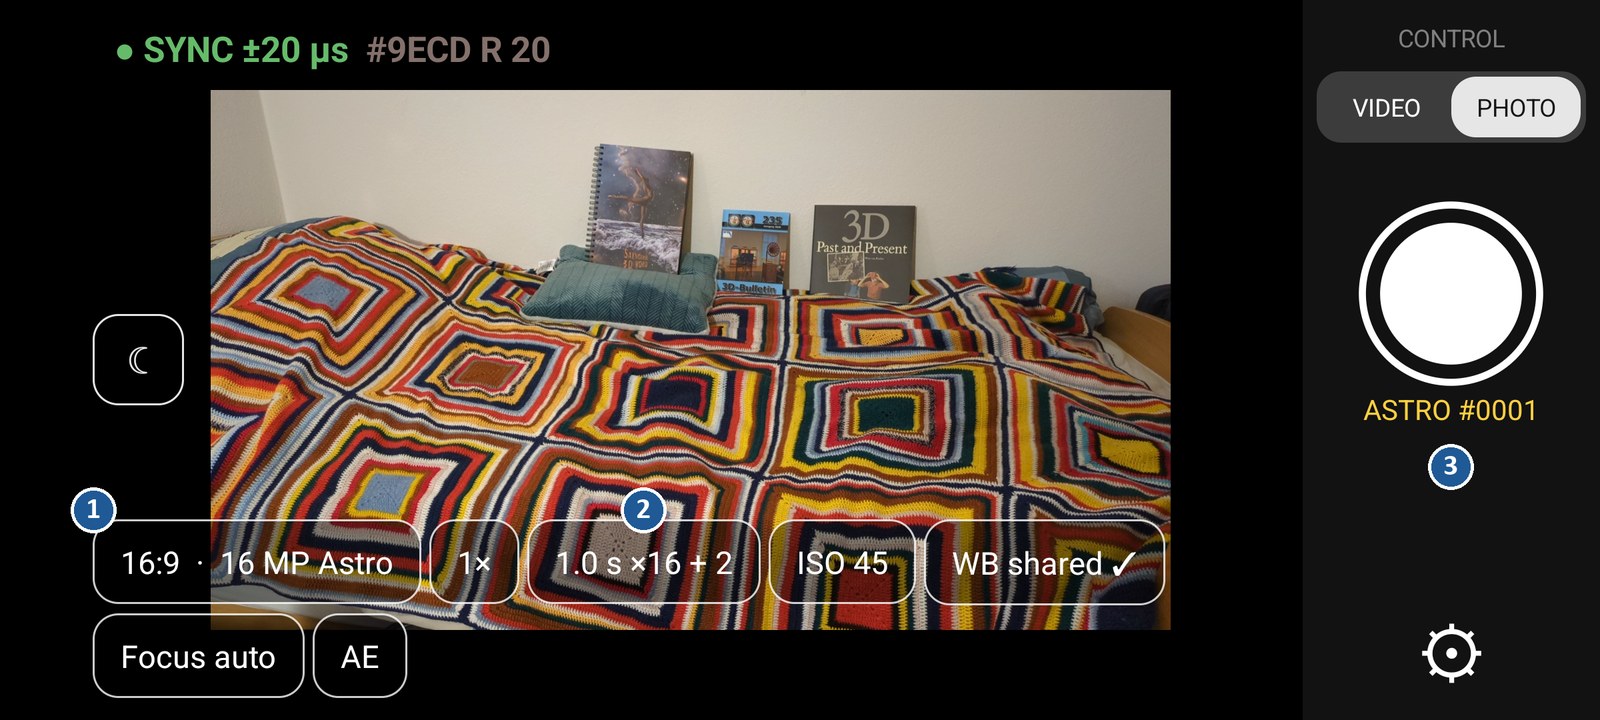 ● SYNC ±20 µs #9ECD R 20
CONTROL
VIDEO PHOTO
235
3D
Past and Present
3D-Bulletin
☾
ASTRO #0001
3
1
2
16:9 · 16 MP Astro
1×
1.0 s ×16 + 2
ISO 45
WB shared ✓
Focus auto
AE